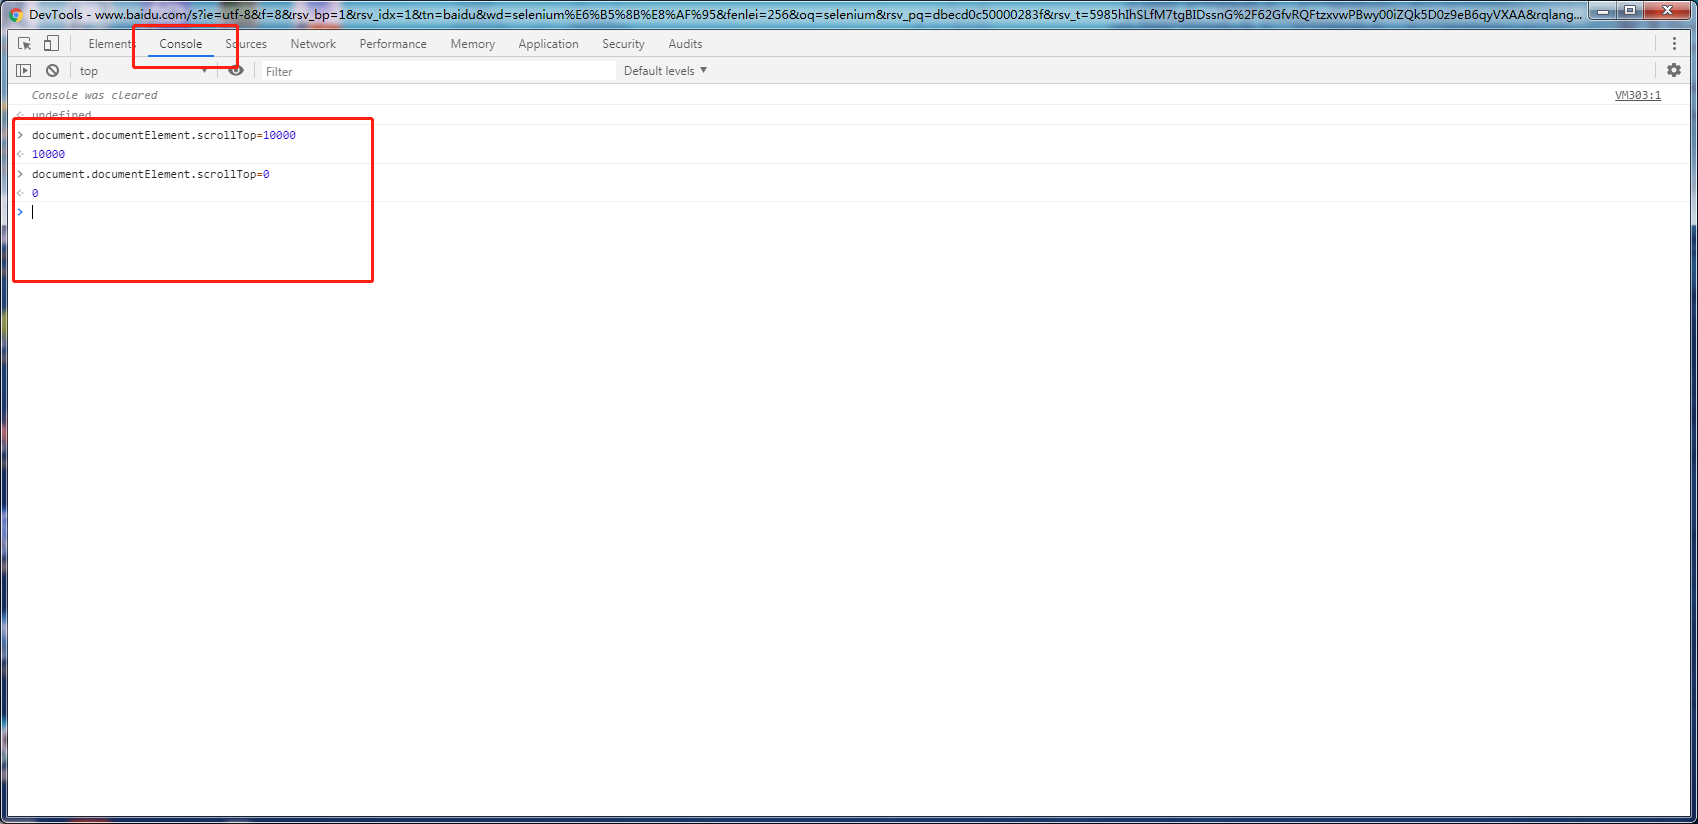 DevTools - www.baidu.com/s?ie=utf-8&f=8&rsv_bp=1&rsv_idx=1&tn=baidu&wd=selenium%E6%B5%8B%E8%AF%95&fenlei=256&oq=selenium&rsv_pq=dbecd0c50000283f&rsv_t=5985hIhSLfM7tgBIDssnG%2F62GfvRQFtzxvwPBwy00iZQk5D0z9eB6qyVXAA&rqlang...
Elements Console Sources Network Performance Memory Application Security Audits
top Filter Default levels ▼
Console was cleared VM303:1
undefined
document.documentElement.scrollTop=10000
10000
document.documentElement.scrollTop=0
0